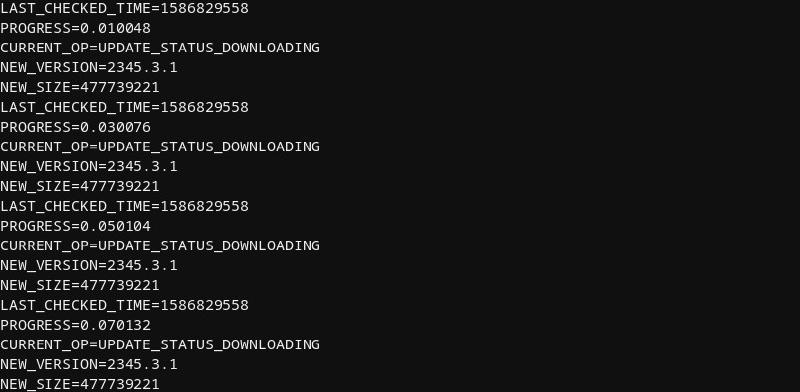 LAST_CHECKED_TIME=1586829558
PROGRESS=0.010048
CURRENT_OP=UPDATE_STATUS_DOWNLOADING
NEW_VERSION=2345.3.1
NEW_SIZE=477739221
LAST_CHECKED_TIME=1586829558
PROGRESS=0.030076
CURRENT_OP=UPDATE_STATUS_DOWNLOADING
NEW_VERSION=2345.3.1
NEW_SIZE=477739221
LAST_CHECKED_TIME=1586829558
PROGRESS=0.050104
CURRENT_OP=UPDATE_STATUS_DOWNLOADING
NEW_VERSION=2345.3.1
NEW_SIZE=477739221
LAST_CHECKED_TIME=1586829558
PROGRESS=0.070132
CURRENT_OP=UPDATE_STATUS_DOWNLOADING
NEW_VERSION=2345.3.1
NEW_SIZE=477739221